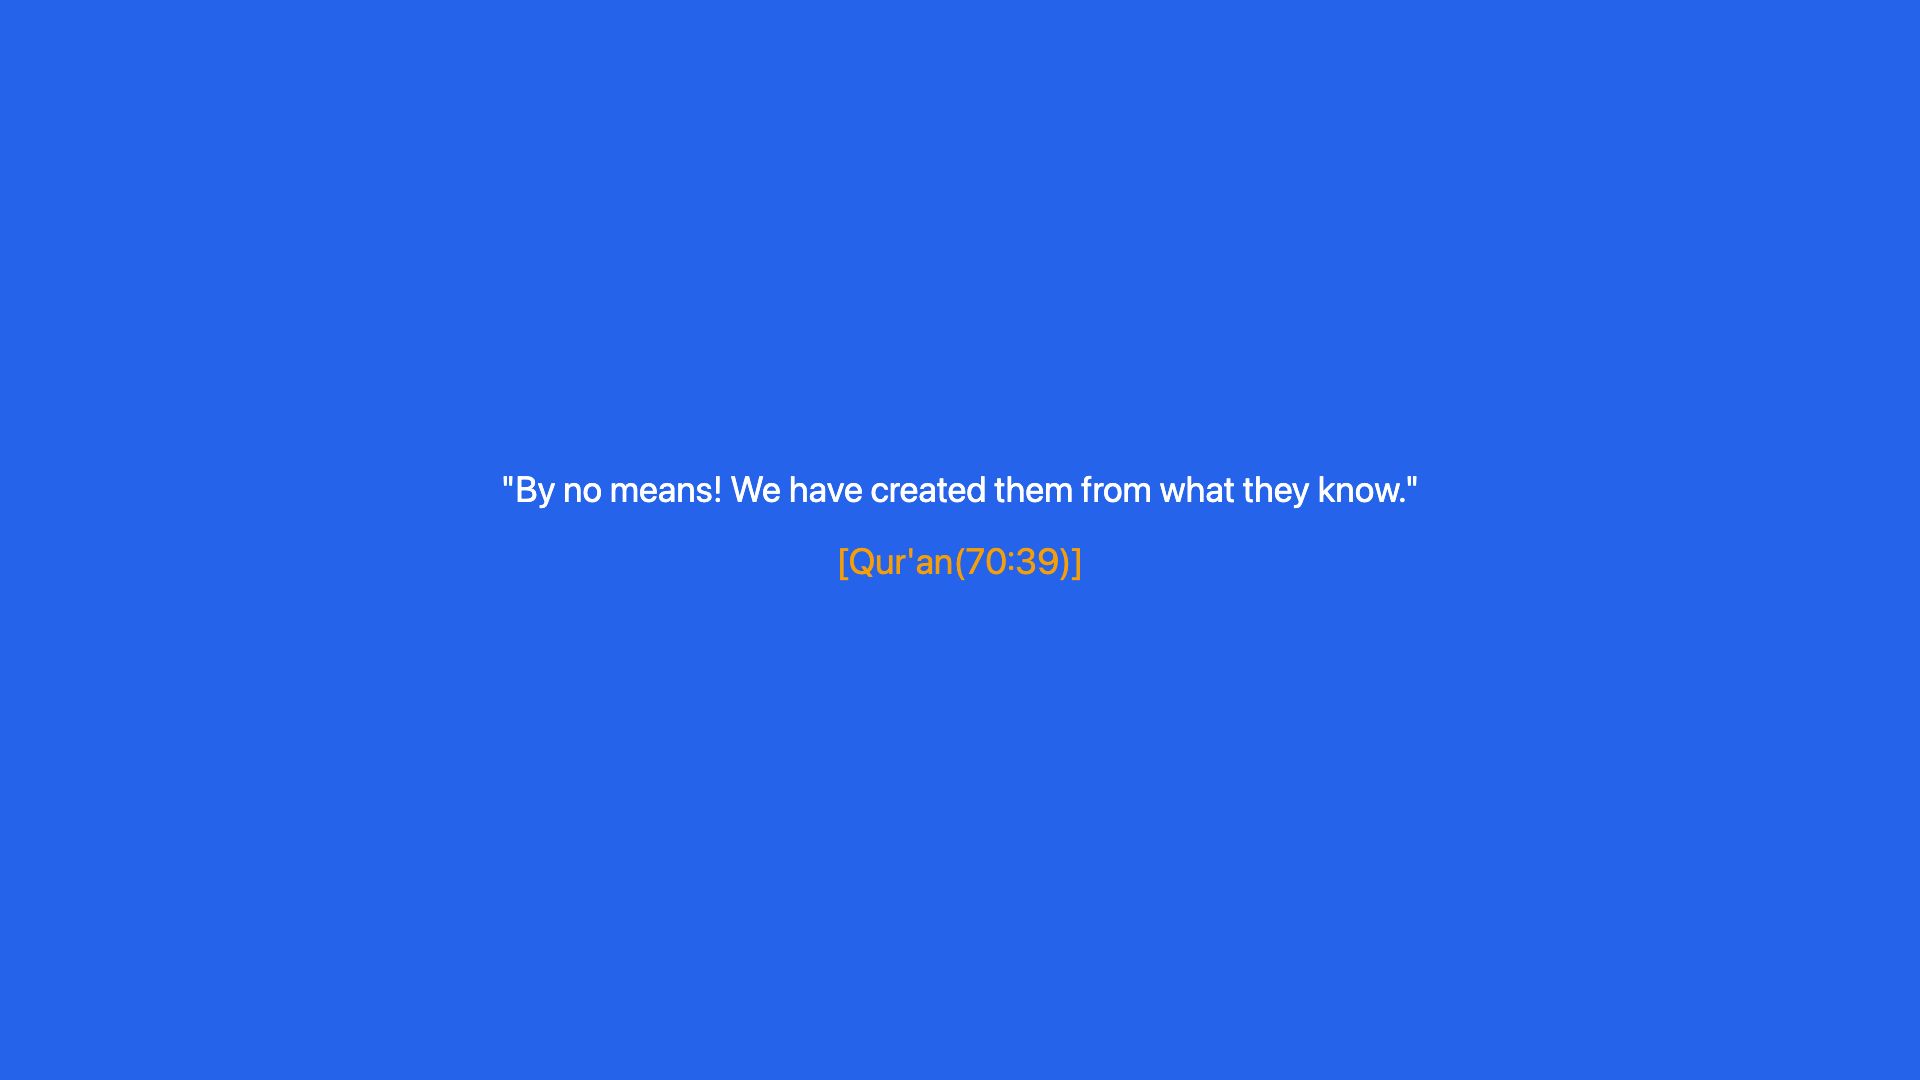 "By no means! We have created them from what they know."
[Qur'an(70:39)]